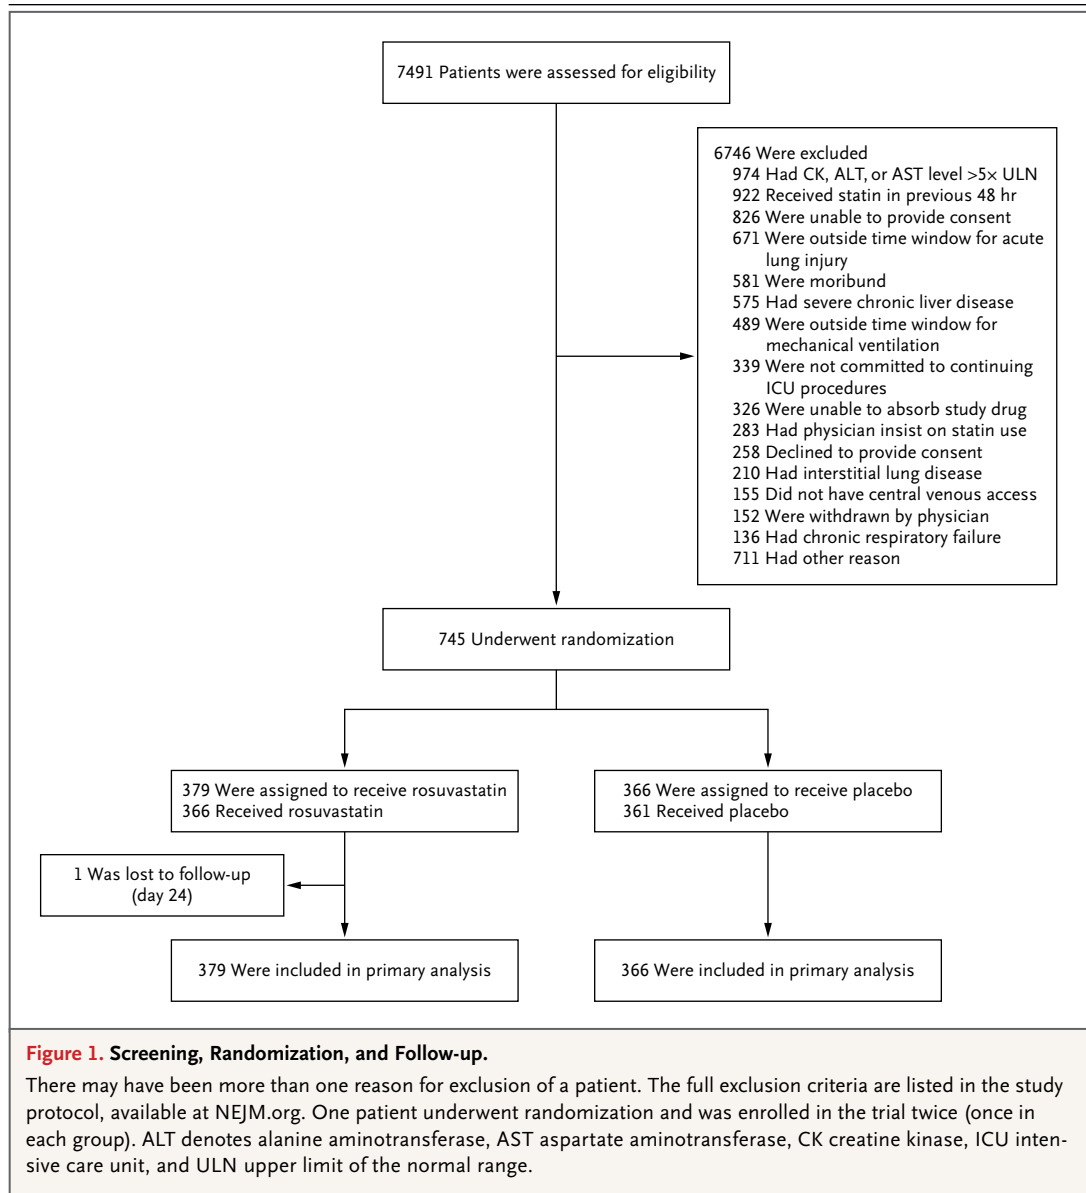 7491 Patients were assessed for eligibility
6746 Were excluded
974 Had CK, ALT, or AST level >5× ULN
922 Received statin in previous 48 hr
826 Were unable to provide consent
671 Were outside time window for acute
lung injury
581 Were moribund
575 Had severe chronic liver disease
489 Were outside time window for
mechanical ventilation
339 Were not committed to continuing
ICU procedures
326 Were unable to absorb study drug
283 Had physician insist on statin use
258 Declined to provide consent
210 Had interstitial lung disease
155 Did not have central venous access
152 Were withdrawn by physician
136 Had chronic respiratory failure
711 Had other reason
745 Underwent randomization
379 Were assigned to receive rosuvastatin
366 Received rosuvastatin
366 Were assigned to receive placebo
361 Received placebo
1 Was lost to follow-up
(day 24)
379 Were included in primary analysis
366 Were included in primary analysis
Figure 1. Screening, Randomization, and Follow-up.
There may have been more than one reason for exclusion of a patient. The full exclusion criteria are listed in the study
protocol, available at NEJM.org. One patient underwent randomization and was enrolled in the trial twice (once in
each group). ALT denotes alanine aminotransferase, AST aspartate aminotransferase, CK creatine kinase, ICU inten-
sive care unit, and ULN upper limit of the normal range.